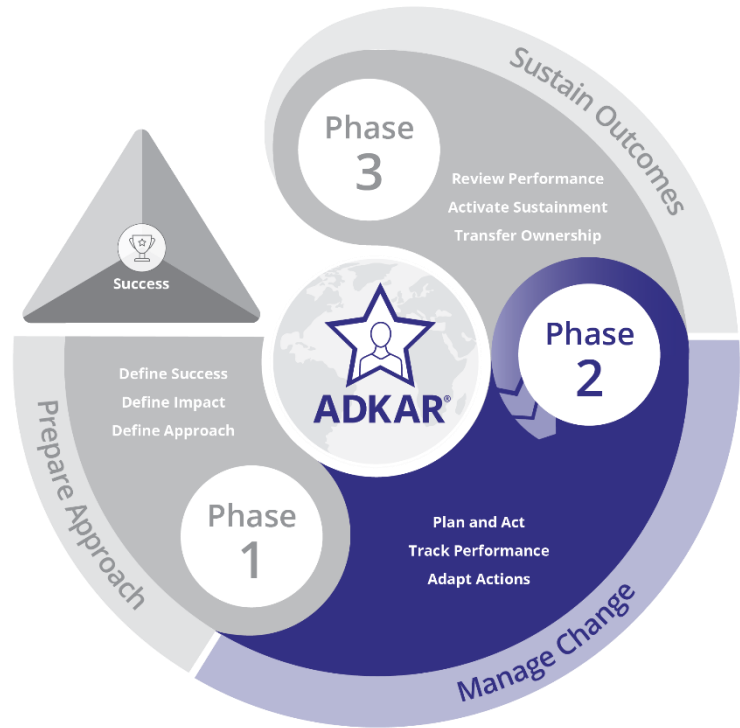 Success
Prepare Approach
Define Success
Define Impact
Define Approach
Phase
1
Manage Change
Phase
2
Plan and Act
Track Performance
Adapt Actions
Sustain Outcomes
Phase
3
Review Performance
Activate Sustainment
Transfer Ownership
ADKAR®